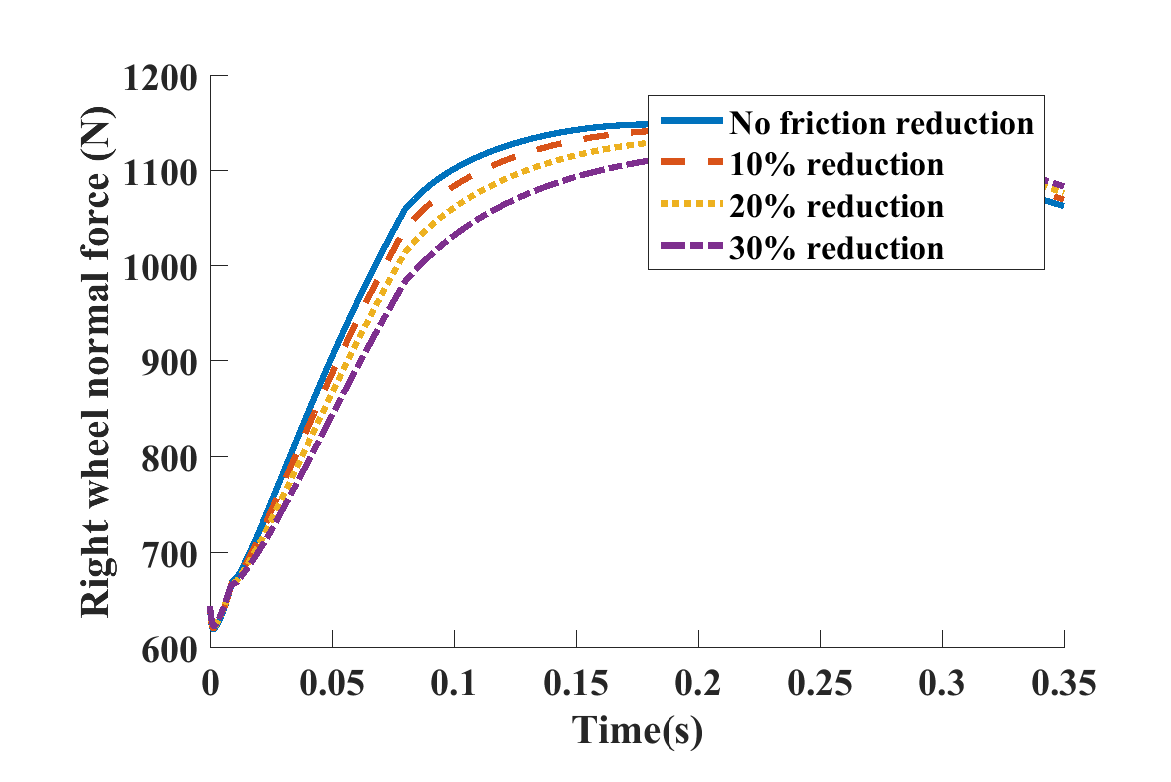 1200
1100
1000
900
800
700
600
0 0.05 0.1 0.15 0.2 0.25 0.3 0.35
Right wheel normal force (N)
Time(s)
No friction reduction
10% reduction
20% reduction
30% reduction